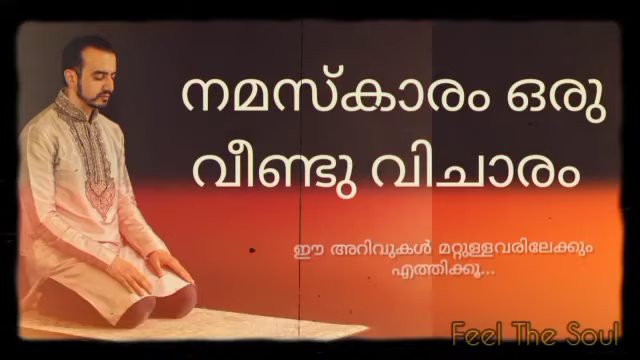 നമസ്കാരം ഒരു
വീണ്ടു വിചാരം
ഈ അറിവുകൾ മറ്റുള്ളവരിലേക്കും
എത്തിക്കൂ...
Feel The Soul